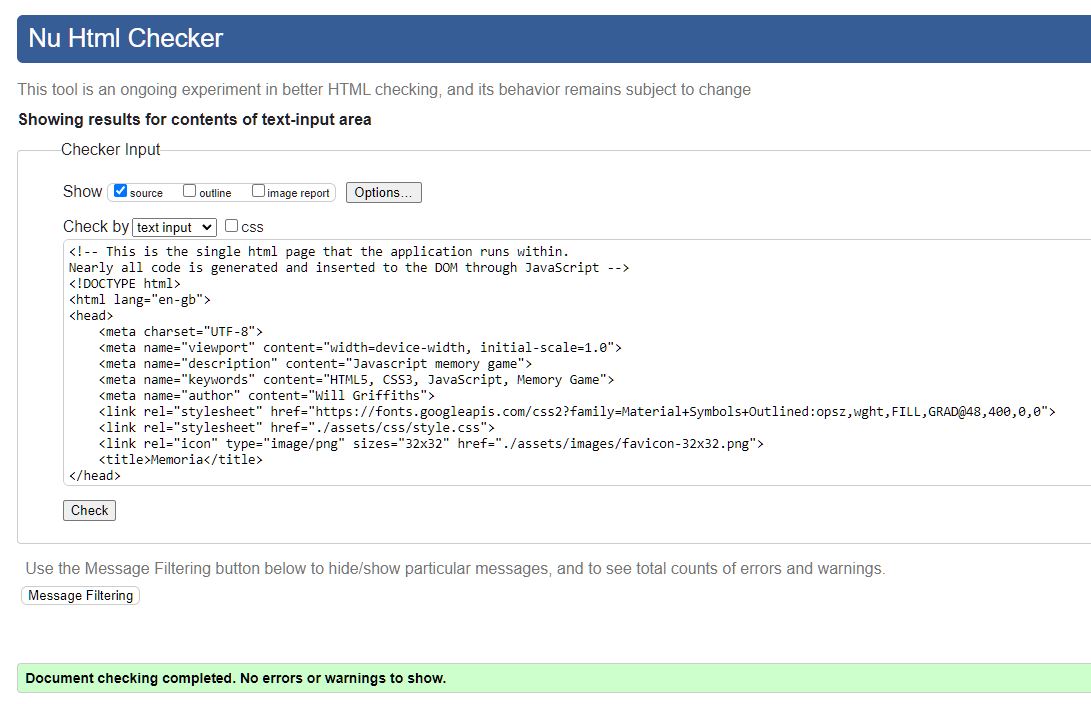 Nu Html Checker
This tool is an ongoing experiment in better HTML checking, and its behavior remains subject to change
Showing results for contents of text-input area
Checker Input
Show source outline image report Options...
Check by text input css
<!-- This is the single html page that the application runs within.
Nearly all code is generated and inserted to the DOM through JavaScript -->
<!DOCTYPE html>
<html lang="en-gb">
<head>
    <meta charset="UTF-8">
    <meta name="viewport" content="width=device-width, initial-scale=1.0">
    <meta name="description" content="Javascript memory game">
    <meta name="keywords" content="HTML5, CSS3, JavaScript, Memory Game">
    <meta name="author" content="Will Griffiths">
    <link rel="stylesheet" href="https://fonts.googleapis.com/css2?family=Material+Symbols+Outlined:opsz,wght,FILL,GRAD@48,400,0,0">
    <link rel="stylesheet" href="./assets/css/style.css">
    <link rel="icon" type="image/png" sizes="32x32" href="./assets/images/favicon-32x32.png">
    <title>Memoria</title>
</head>
Check
Use the Message Filtering button below to hide/show particular messages, and to see total counts of errors and warnings.
Message Filtering
Document checking completed. No errors or warnings to show.